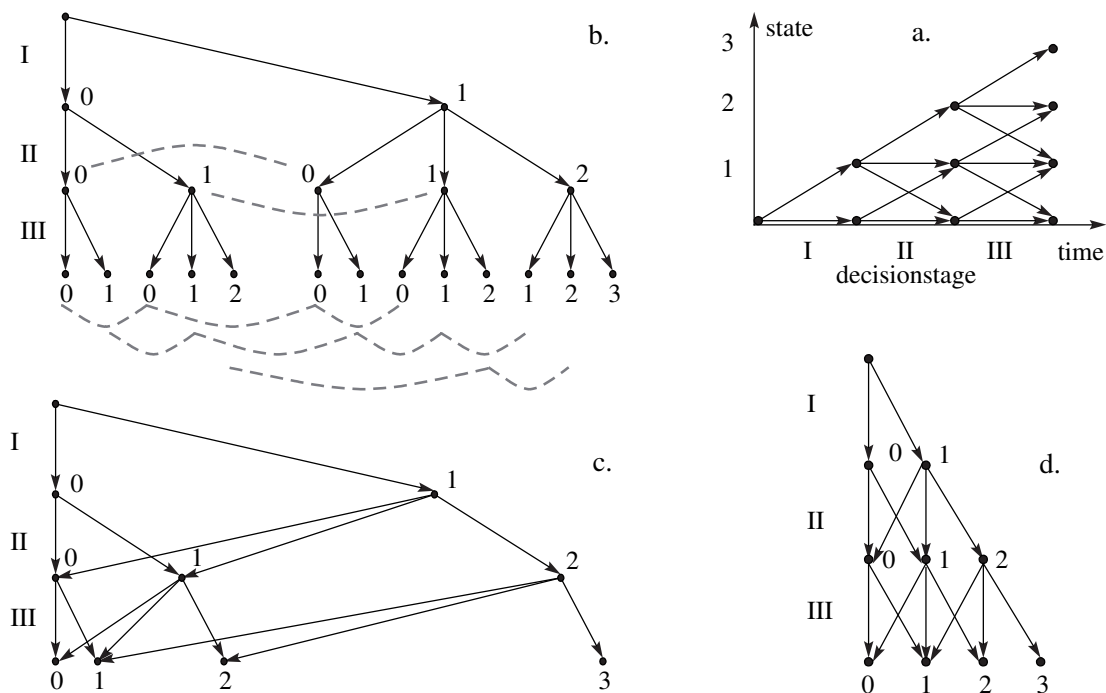 b.
I
0 1
II
0 1 0 1 2
III
0 1 0 1 2 0 1 0 1 2 1 2 3
a.
state
3
2
1
I II III time
decisionstage
c.
I
0 1
II
0 1 2
III
0 1 2 3
d.
I
0 1
II
0 1 2
III
0 1 2 3